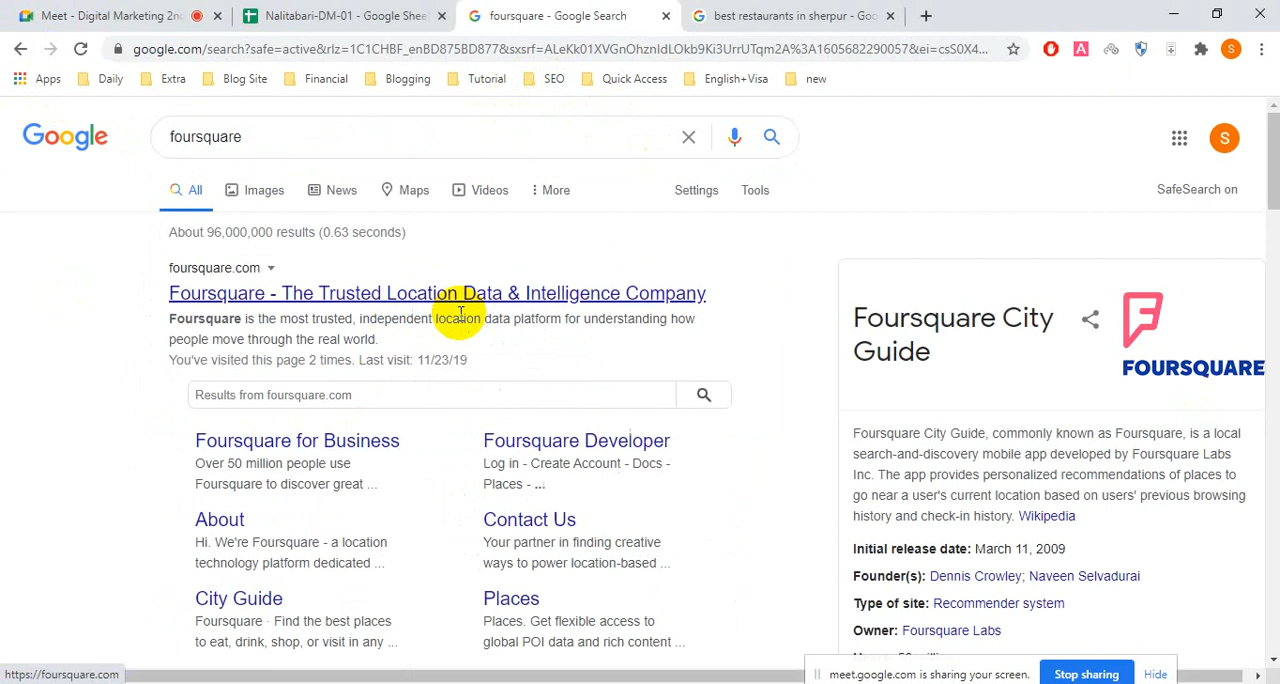 Meet - Digital Marketing 2n
Nalitabari-DM-01 - Google Shee
foursquare - Google Search
best restaurants in sherpur - Go
google.com/search?safe=active&rlz=1C1CHBF_enBD875BD877&sxsrf=ALeKk01XVGnOhznIdLOkb9Ki3UrrUTqm2A%3A1605682290057&ei=csS0X4...
Apps
Daily
Extra
Blog Site
Financial
Blogging
Tutorial
SEO
Quick Access
English+Visa
new
Google
foursquare
S
All
Images
News
Maps
Videos
More
Settings
Tools
SafeSearch on
About 96,000,000 results (0.63 seconds)
foursquare.com
Foursquare - The Trusted Location Data & Intelligence Company
Foursquare is the most trusted, independent location data platform for understanding how
people move through the real world.
You've visited this page 2 times. Last visit: 11/23/19
Results from foursquare.com
Foursquare for Business
Over 50 million people use
Foursquare to discover great ...
Foursquare Developer
Log in - Create Account - Docs -
Places - ...
About
Hi. We're Foursquare - a location
technology platform dedicated ...
Contact Us
Your partner in finding creative
ways to power location-based ...
City Guide
Foursquare · Find the best places
to eat, drink, shop, or visit in any ...
Places
Places. Get flexible access to
global POI data and rich content ...
Foursquare City
Guide
FOURSQUARE
Foursquare City Guide, commonly known as Foursquare, is a local
search-and-discovery mobile app developed by Foursquare Labs
Inc. The app provides personalized recommendations of places to
go near a user's current location based on users' previous browsing
history and check-in history. Wikipedia
Initial release date: March 11, 2009
Founder(s): Dennis Crowley; Naveen Selvadurai
Type of site: Recommender system
Owner: Foursquare Labs
https://foursquare.com
meet.google.com is sharing your screen.
Stop sharing
Hide